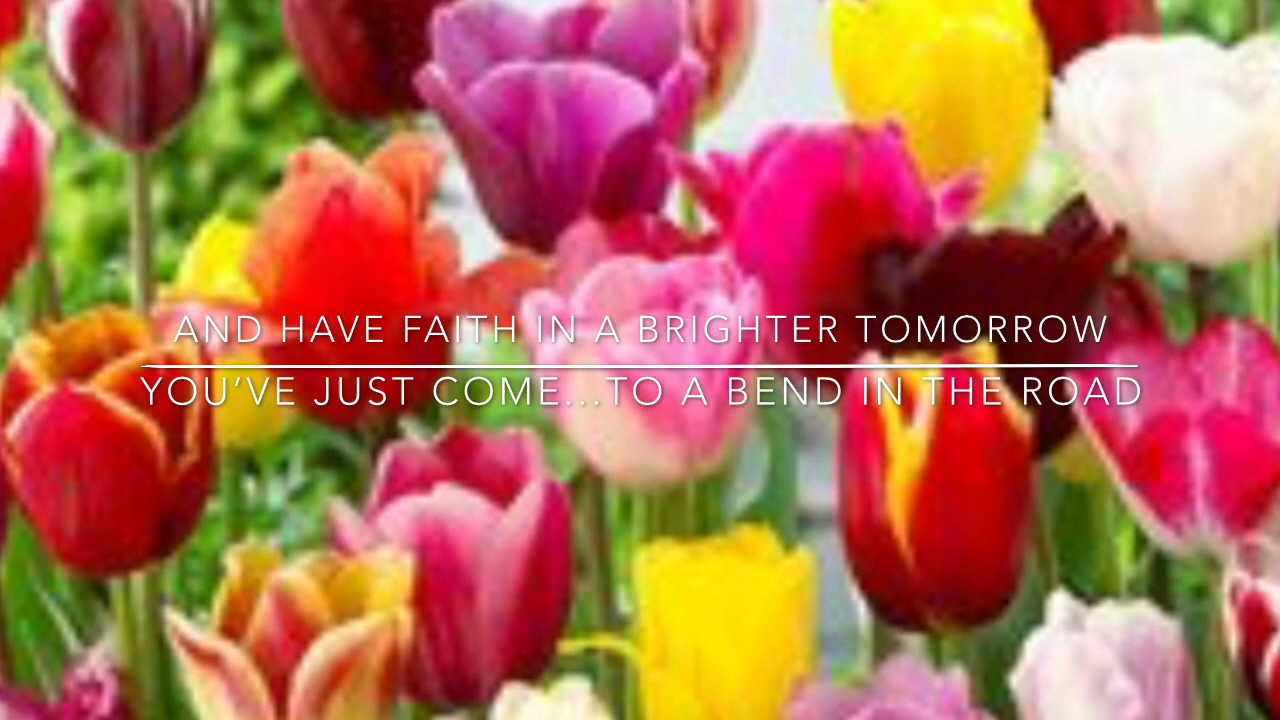 AND HAVE FAITH IN A BRIGHTER TOMORROW
YOU’VE JUST COME...TO A BEND IN THE ROAD